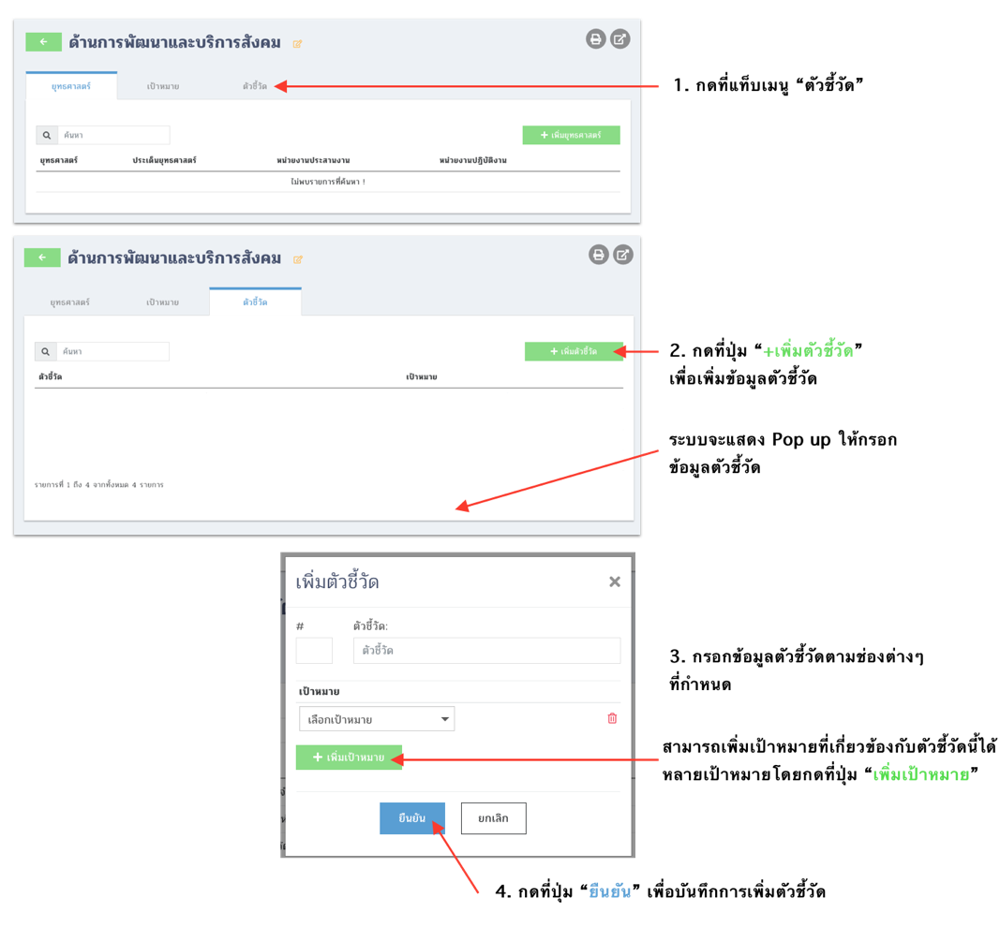 ด้านการพัฒนาและบริการสังคม
ยุทธศาสตร์ เป้าหมาย ตัวชี้วัด
1. กดที่แท็บเมนู “ตัวชี้วัด”
ค้นหา + เพิ่มยุทธศาสตร์
ยุทธศาสตร์ ประเด็นยุทธศาสตร์ หน่วยงานประสานงาน หน่วยงานปฏิบัติงาน
ไม่พบรายการที่ค้นหา !
ด้านการพัฒนาและบริการสังคม
ยุทธศาสตร์ เป้าหมาย ตัวชี้วัด
ค้นหา + เพิ่มตัวชี้วัด
2. กดที่ปุ่ม “+เพิ่มตัวชี้วัด”
เพื่อเพิ่มข้อมูลตัวชี้วัด
ตัวชี้วัด เป้าหมาย
ระบบจะแสดง Pop up ให้กรอก
ข้อมูลตัวชี้วัด
รายการที่ 1 ถึง 4 จากทั้งหมด 4 รายการ
เพิ่มตัวชี้วัด ×
# ตัวชี้วัด:
ตัวชี้วัด
3. กรอกข้อมูลตัวชี้วัดตามช่องต่างๆ
ที่กำหนด
เป้าหมาย
เลือกเป้าหมาย
+ เพิ่มเป้าหมาย
สามารถเพิ่มเป้าหมายที่เกี่ยวข้องกับตัวชี้วัดนี้ได้
หลายเป้าหมายโดยกดที่ปุ่ม “เพิ่มเป้าหมาย”
ยืนยัน ยกเลิก
4. กดที่ปุ่ม “ยืนยัน” เพื่อบันทึกการเพิ่มตัวชี้วัด